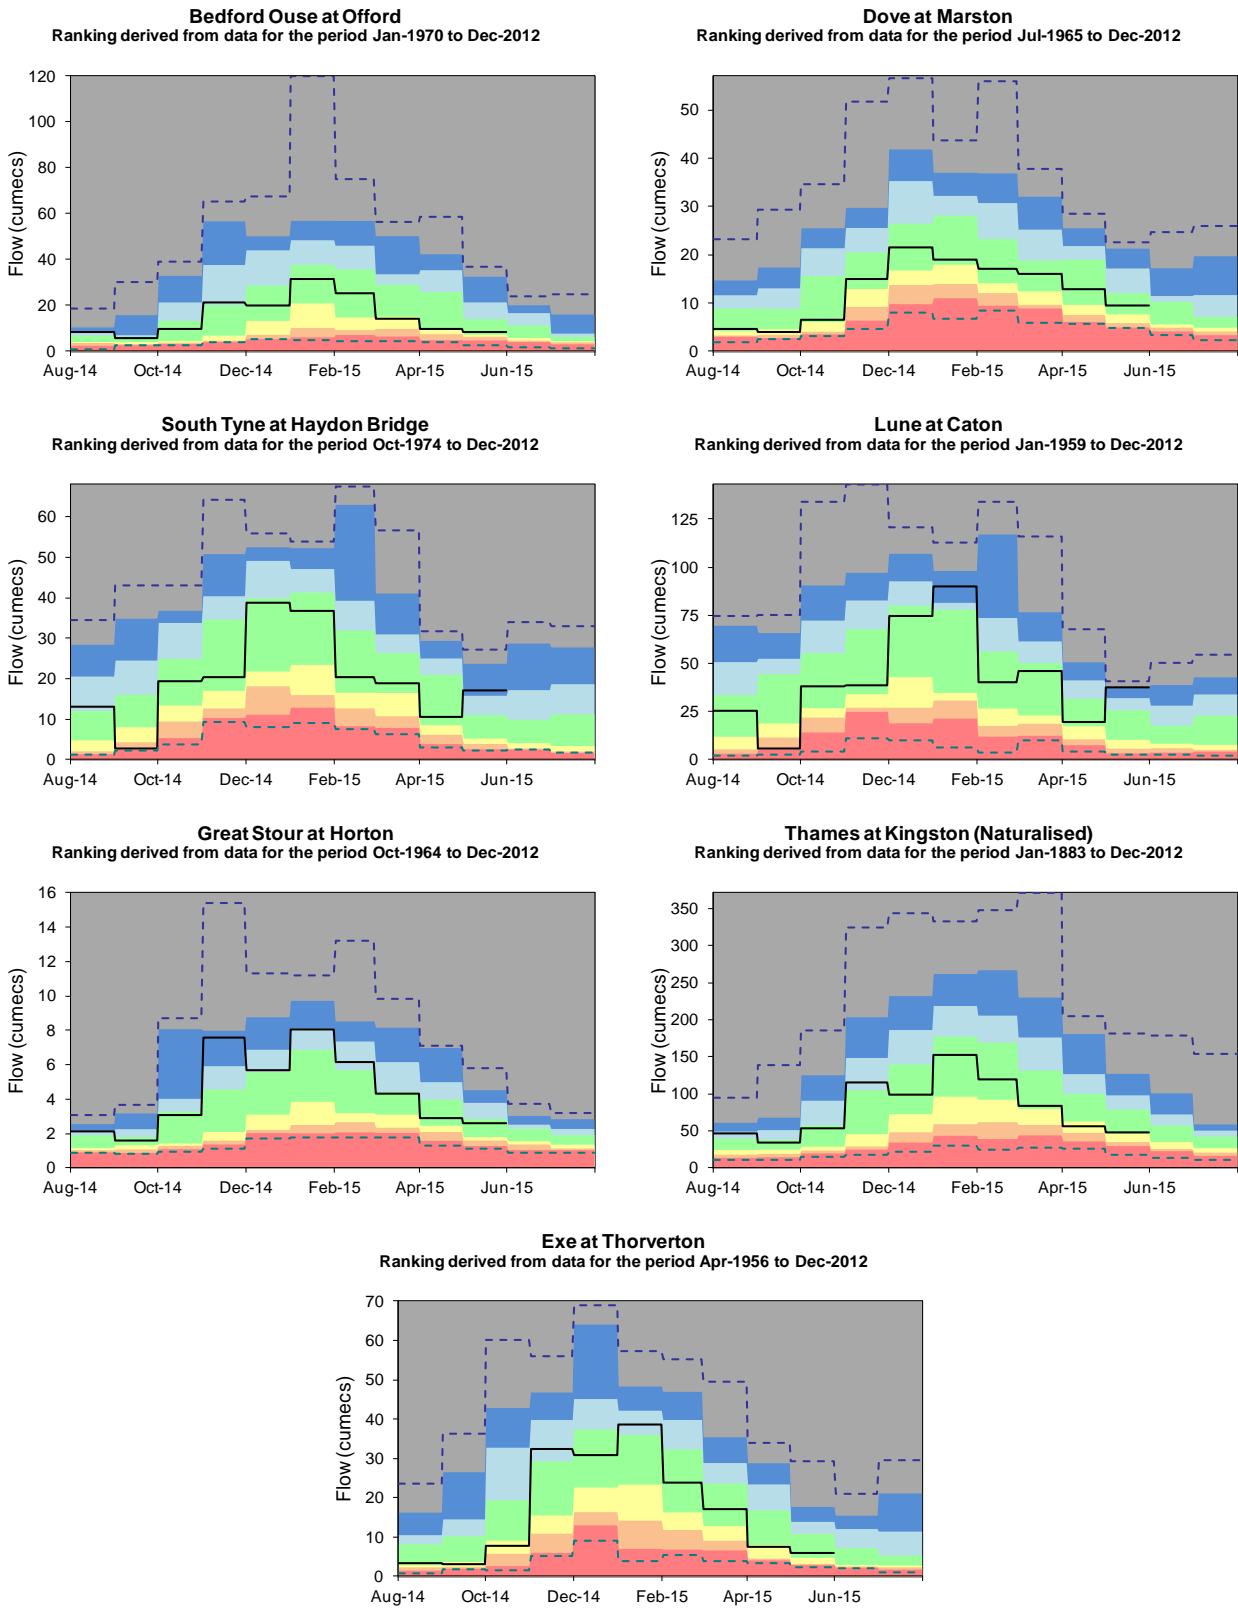 Bedford Ouse at Offord
Ranking derived from data for the period Jan-1970 to Dec-2012
Flow (cumecs)
120
100
80
60
40
20
0
Aug-14 Oct-14 Dec-14 Feb-15 Apr-15 Jun-15
Dove at Marston
Ranking derived from data for the period Jul-1965 to Dec-2012
Flow (cumecs)
50
40
30
20
10
0
Aug-14 Oct-14 Dec-14 Feb-15 Apr-15 Jun-15
South Tyne at Haydon Bridge
Ranking derived from data for the period Oct-1974 to Dec-2012
Flow (cumecs)
60
50
40
30
20
10
0
Aug-14 Oct-14 Dec-14 Feb-15 Apr-15 Jun-15
Lune at Caton
Ranking derived from data for the period Jan-1959 to Dec-2012
Flow (cumecs)
125
100
75
50
25
0
Aug-14 Oct-14 Dec-14 Feb-15 Apr-15 Jun-15
Great Stour at Horton
Ranking derived from data for the period Oct-1964 to Dec-2012
Flow (cumecs)
16
14
12
10
8
6
4
2
0
Aug-14 Oct-14 Dec-14 Feb-15 Apr-15 Jun-15
Thames at Kingston (Naturalised)
Ranking derived from data for the period Jan-1883 to Dec-2012
Flow (cumecs)
350
300
250
200
150
100
50
0
Aug-14 Oct-14 Dec-14 Feb-15 Apr-15 Jun-15
Exe at Thorverton
Ranking derived from data for the period Apr-1956 to Dec-2012
Flow (cumecs)
70
60
50
40
30
20
10
0
Aug-14 Oct-14 Dec-14 Feb-15 Apr-15 Jun-15